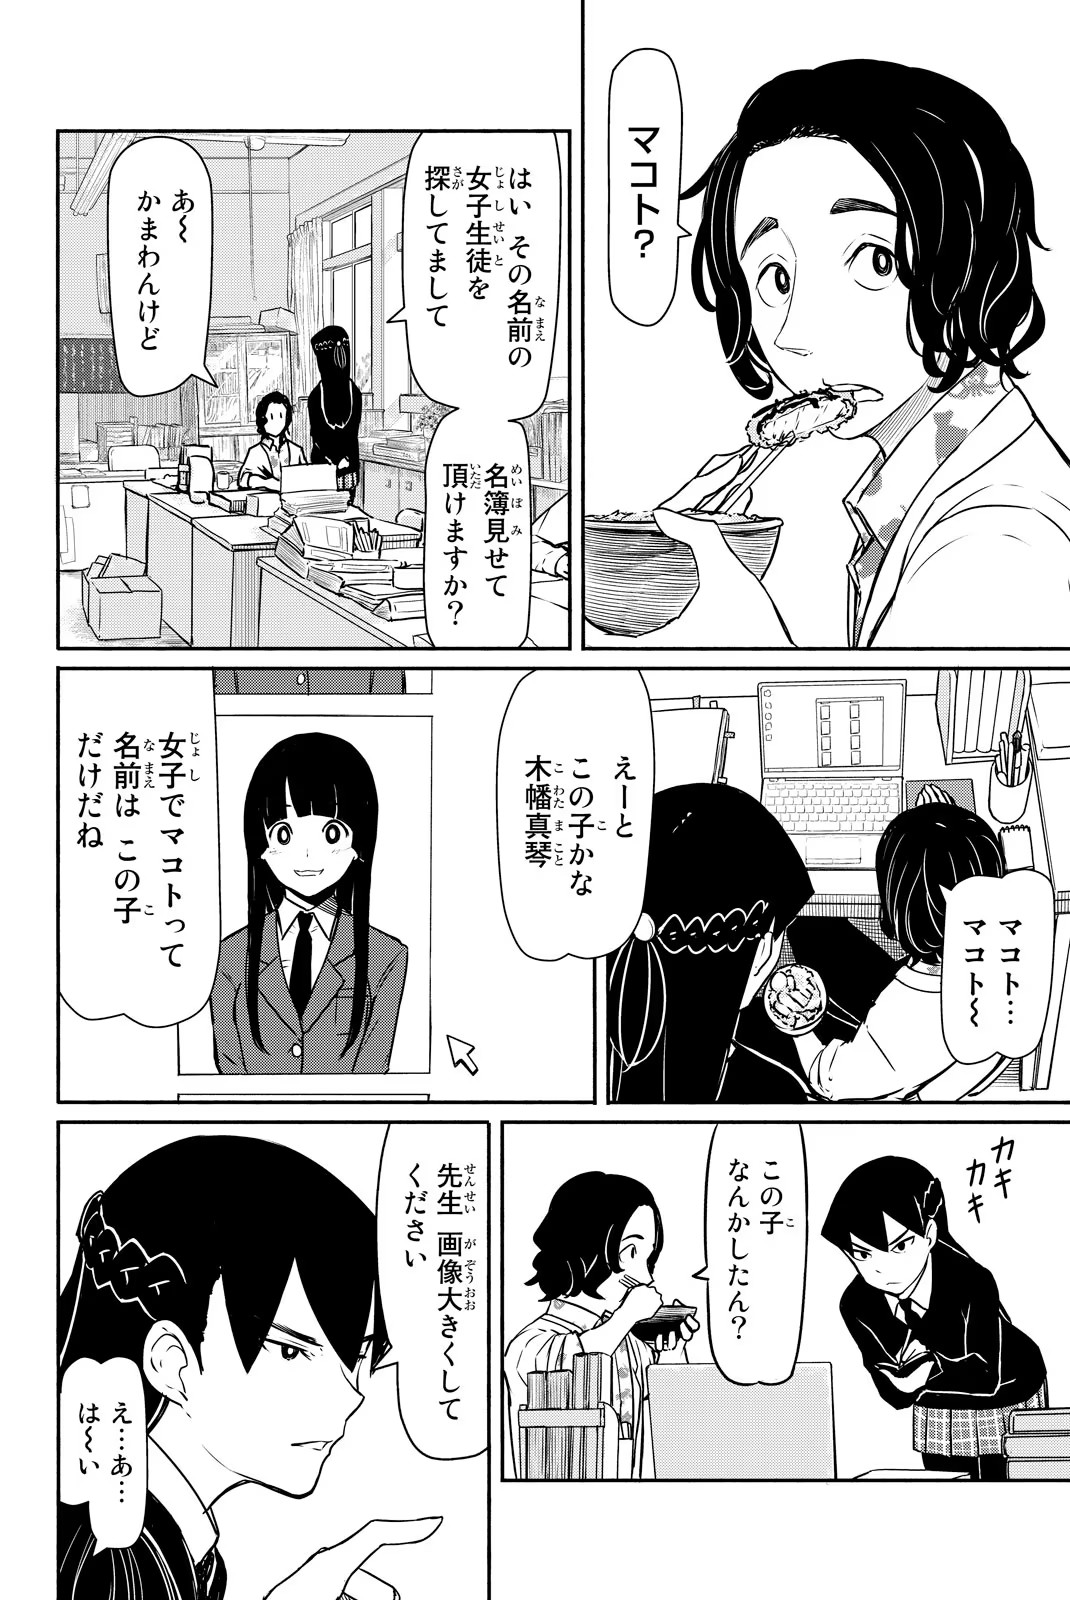 マコト?
はい その名前の
女子生徒を
探してまして
名簿見せて
頂けますか?
あ〜
かまわんけど
マコト…
マコト〜
えーと
この子かな
木幡真琴
女子でマコトって
名前は この子
だけだね
カキ
カキ
この子
なんかしたん?
先生 画像大きくして
ください
え…あ…
は〜い